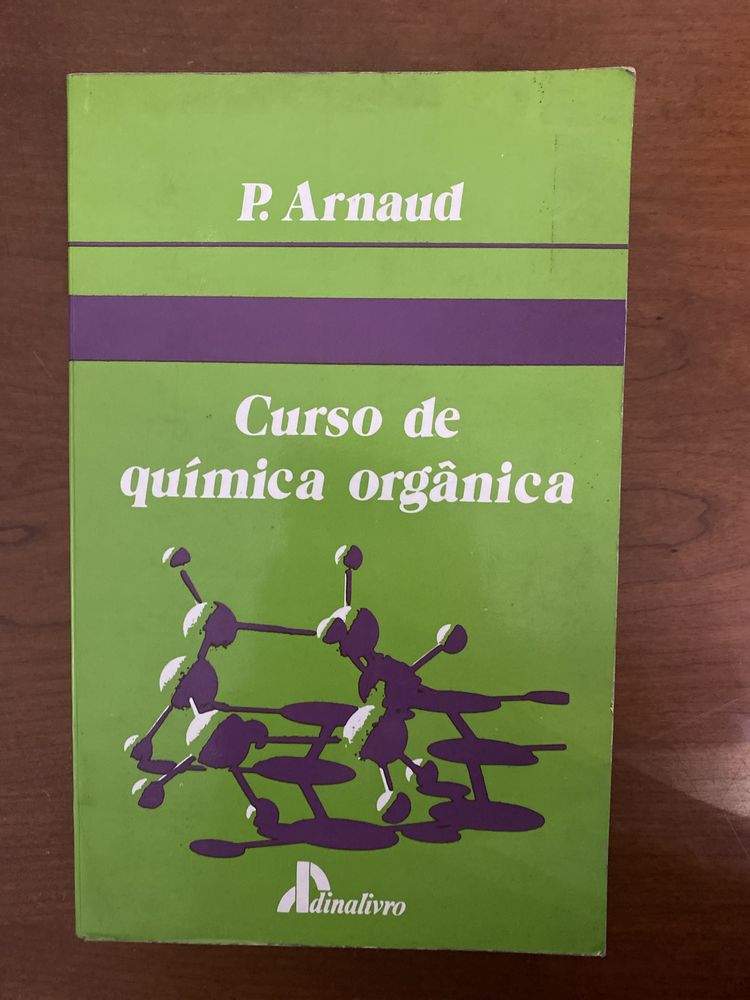 P. Arnaud
Curso de
química orgânica
dinalivro